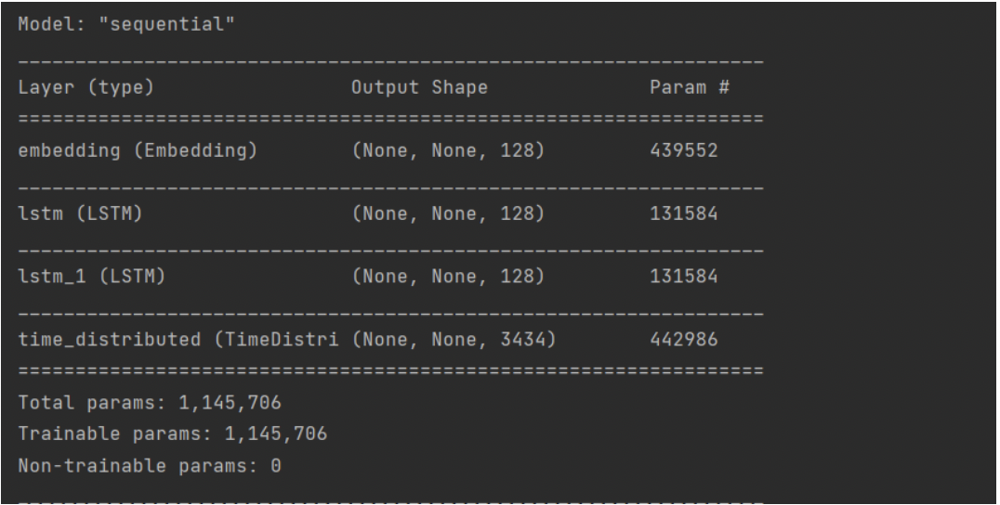 Model: "sequential"
_________________________________________________________________
Layer (type)                 Output Shape              Param #
=================================================================
embedding (Embedding)        (None, None, 128)         439552
_________________________________________________________________
lstm (LSTM)                  (None, None, 128)         131584
_________________________________________________________________
lstm_1 (LSTM)                (None, None, 128)         131584
_________________________________________________________________
time_distributed (TimeDistri (None, None, 3434)        442986
=================================================================
Total params: 1,145,706
Trainable params: 1,145,706
Non-trainable params: 0
_________________________________________________________________